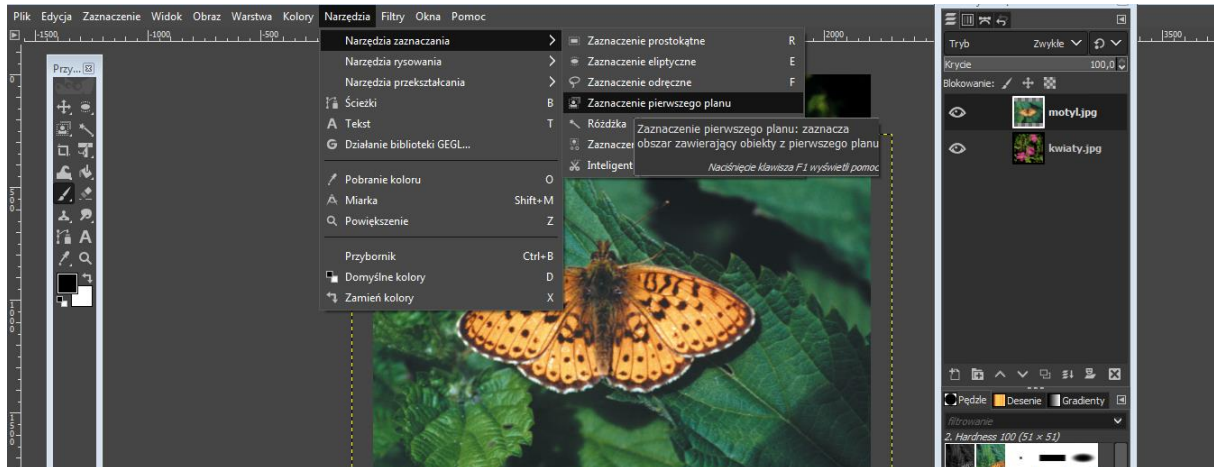 Plik Edycja Zaznaczenie Widok Obraz Warstwa Kolory Narzędzia Filtry Okna Pomoc
-1500 -1000 -500 2000 3500
Przy...
0
500
1000
1500
Narzędzia zaznaczania
Narzędzia rysowania
Narzędzia przekształcania
Ścieżki B
Tekst T
Działanie biblioteki GEGL...
Pobranie koloru O
Miarka Shift+M
Powiększenie Z
Przybornik Ctrl+B
Domyślne kolory D
Zamień kolory X
Zaznaczenie prostokątne R
Zaznaczenie eliptyczne E
Zaznaczenie odręczne F
Zaznaczenie pierwszego planu
Różdżka
Zaznaczen
Inteligent
Zaznaczenie pierwszego planu: zaznacza
obszar zawierający obiekty z pierwszego planu
Naciśnięcie klawisza F1 wyświetli pomoc
Tryb Zwykłe
Krycie 100,0
Blokowanie:
motyl.jpg
kwiaty.jpg
Pędzle Desenie Gradienty
filtrowanie
2. Hardness 100 (51 × 51)